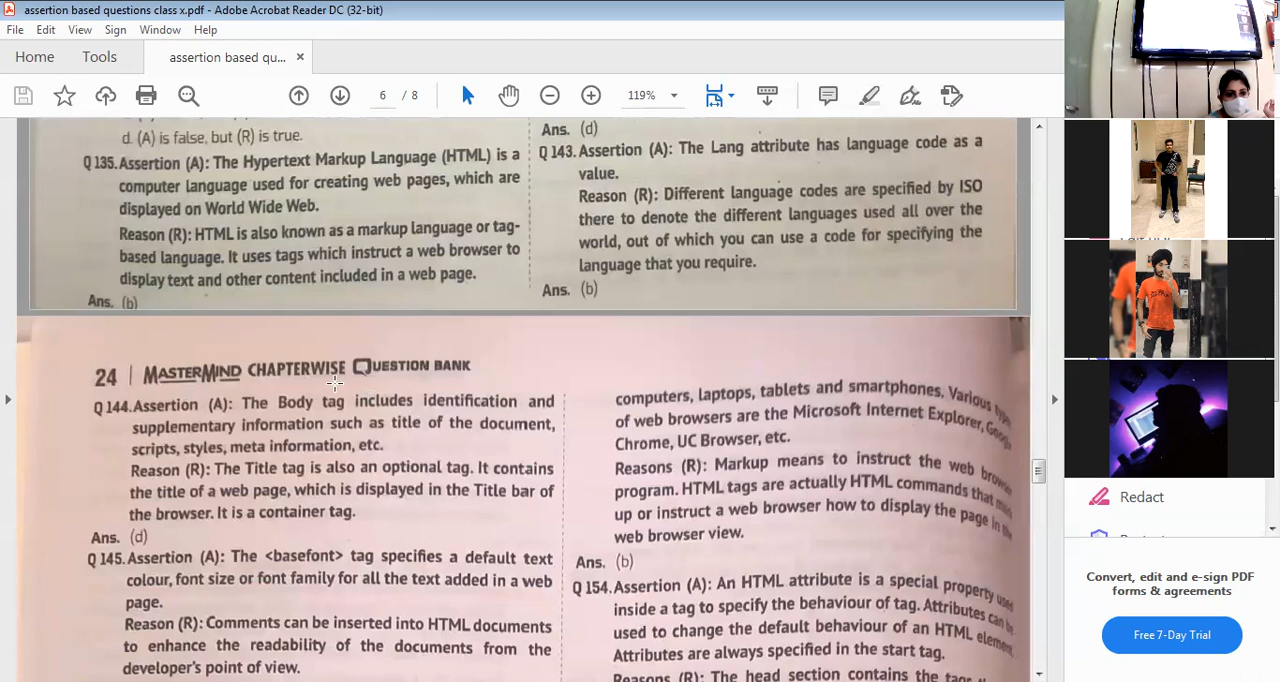 assertion based questions class x.pdf - Adobe Acrobat Reader DC (32-bit)
File Edit View Sign Window Help
Home Tools assertion based qu... ×
6 / 8 119%
d. (A) is false, but (R) is true.
Q 135. Assertion (A): The Hypertext Markup Language (HTML) is a
computer language used for creating web pages, which are
displayed on World Wide Web.
Reason (R): HTML is also known as a markup language or tag-
based language. It uses tags which instruct a web browser to
display text and other content included in a web page.
Ans. (b)
Ans. (d)
Q 143. Assertion (A): The Lang attribute has language code as a
value.
Reason (R): Different language codes are specified by ISO
there to denote the different languages used all over the
world, out of which you can use a code for specifying the
language that you require.
Ans. (b)
24 | MASTERMIND CHAPTERWISE QUESTION BANK
Q 144. Assertion (A): The Body tag includes identification and
supplementary information such as title of the document,
scripts, styles, meta information, etc.
Reason (R): The Title tag is also an optional tag. It contains
the title of a web page, which is displayed in the Title bar of
the browser. It is a container tag.
Ans. (d)
Q 145. Assertion (A): The <basefont> tag specifies a default text
colour, font size or font family for all the text added in a web
page.
Reason (R): Comments can be inserted into HTML documents
to enhance the readability of the documents from the
developer's point of view.
computers, laptops, tablets and smartphones. Various
of web browsers are the Microsoft Internet Explorer,
Chrome, UC Browser, etc.
Reasons (R): Markup means to instruct the web
program. HTML tags are actually HTML commands that
up or instruct a web browser how to display the page in
web browser view.
Ans. (b)
Q 154. Assertion (A): An HTML attribute is a special property used
inside a tag to specify the behaviour of tag. Attributes can be
used to change the default behaviour of an HTML
Attributes are always specified in the start tag.
Reasons (R): The head section contains the tags
Redact
Convert, edit and e-sign PDF
forms & agreements
Free 7-Day Trial